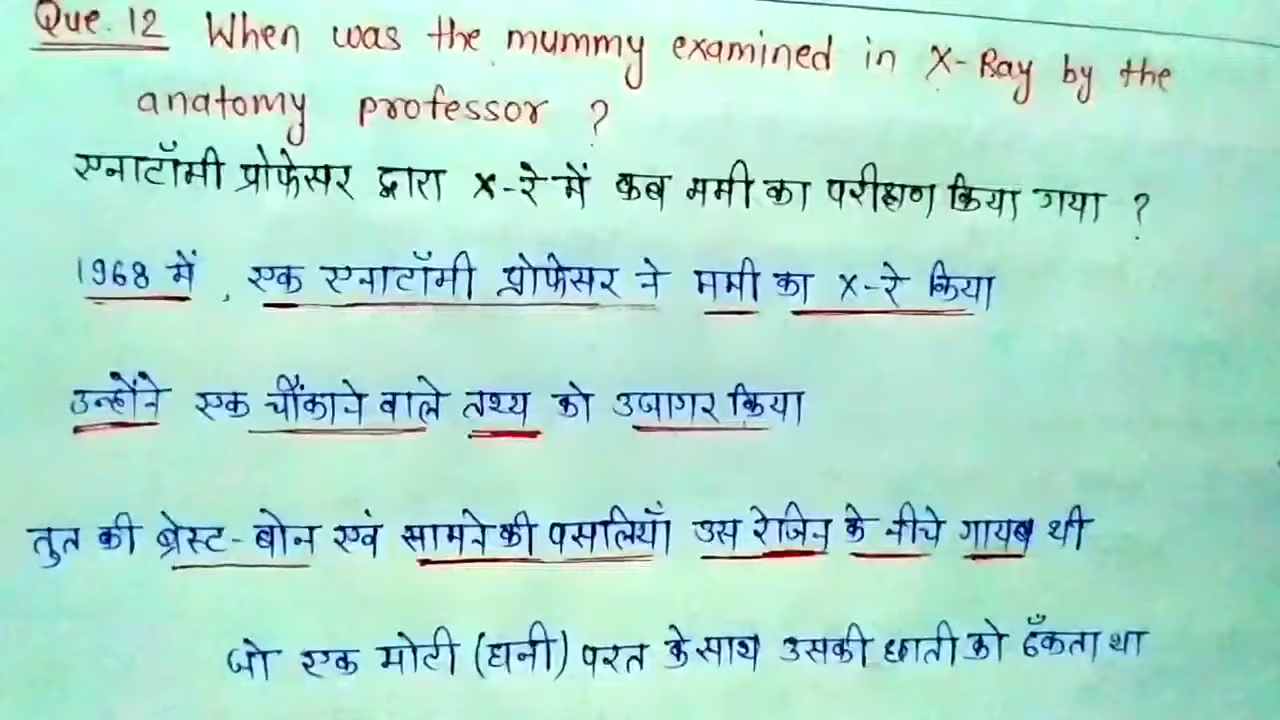 Que. 12 When was the mummy examined in X-Ray by the
anatomy professor ?
एनाटॉमी प्रोफेसर द्वारा X-रे में कब ममी का परीक्षण किया गया ?
1968 में , एक एनाटॉमी प्रोफेसर ने ममी का X-रे किया
उन्होंने एक चौंकाने वाले तथ्य को उजागर किया
तुत की ब्रेस्ट-बोन एवं सामने की पसलियाँ उस रेजिन के नीचे गायब थी
जो एक मोटी (घनी) परत के साथ उसकी छाती को ढँकता था